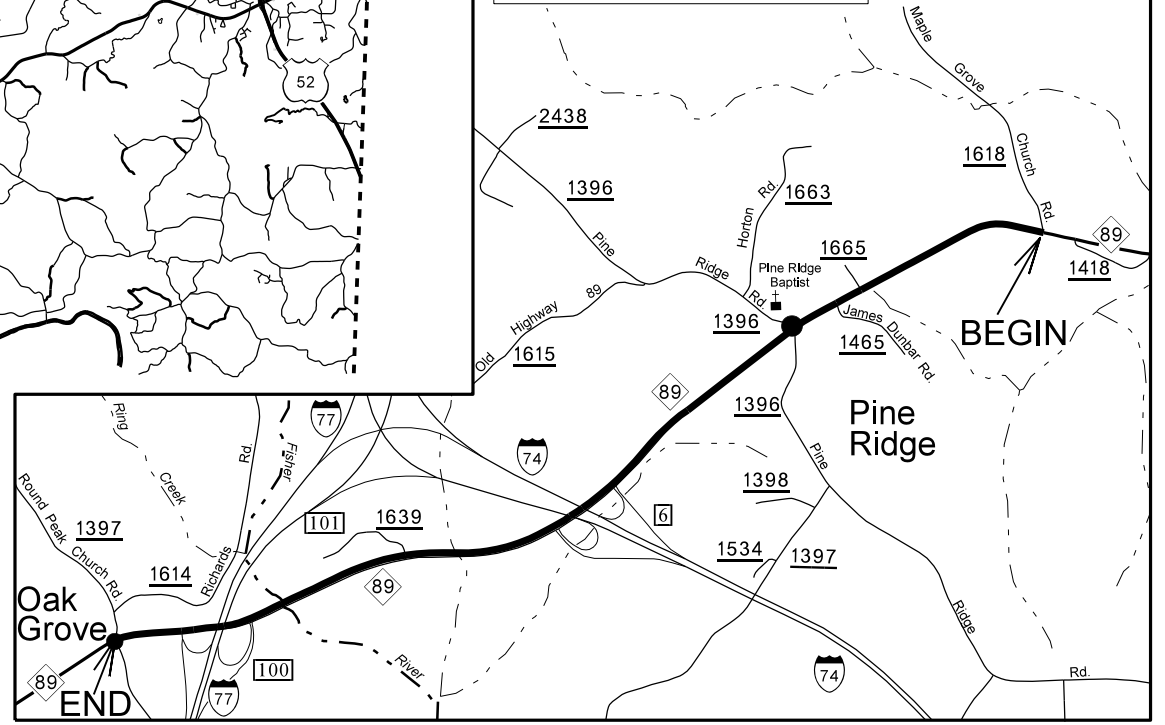 52
2438
1396
Pine
Ridge
Rd.
Horton
Rd.
1663
Maple
Grove
Church
Rd.
1618
89
1418
1665
Pine Ridge
Baptist
1396
James
Dunbar Rd.
1465
BEGIN
Old
Highway
89
1615
89
1396
Pine
Ridge
Pine
1398
1534
1397
6
74
77
Ring
Creek
Rd.
Fisher
Richards
101
1639
Round
Peak
Church Rd.
1397
1614
Oak
Grove
89
END
89
100
77
River
74
Ridge
Rd.